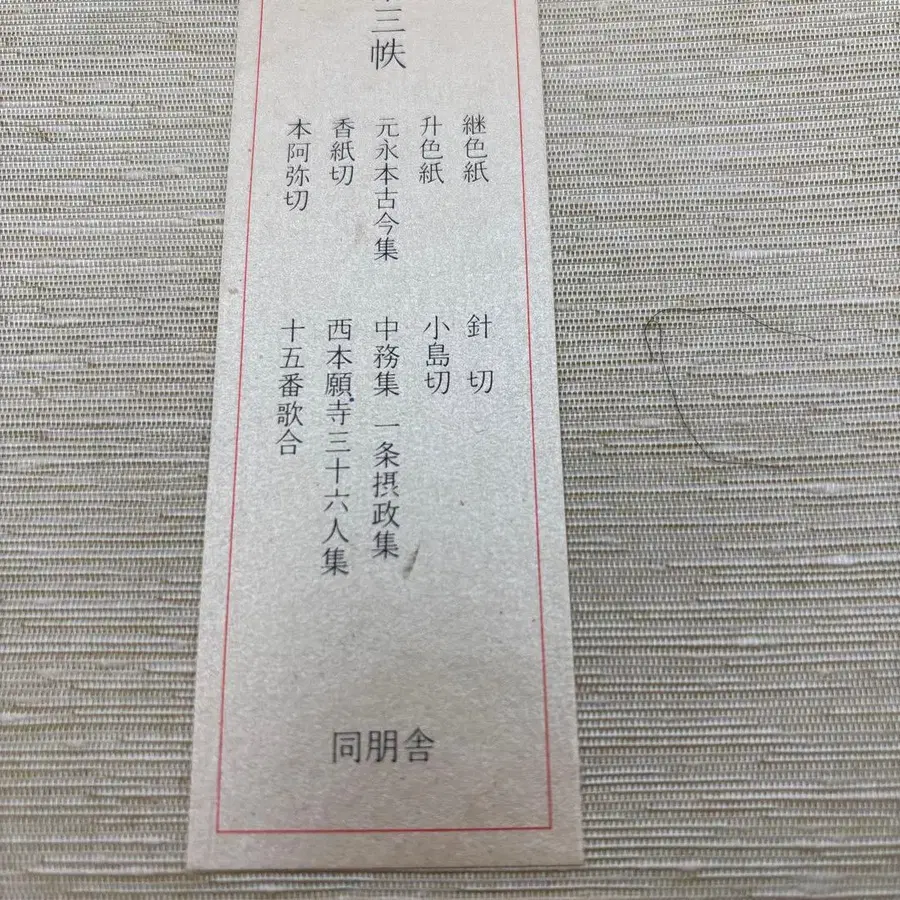 三帙
継色紙
升色紙
元永本古今集
香紙切
本阿弥切
針切
小島切
中務集 一条摂政集
西本願寺三十六人集
十五番歌合
同朋舎